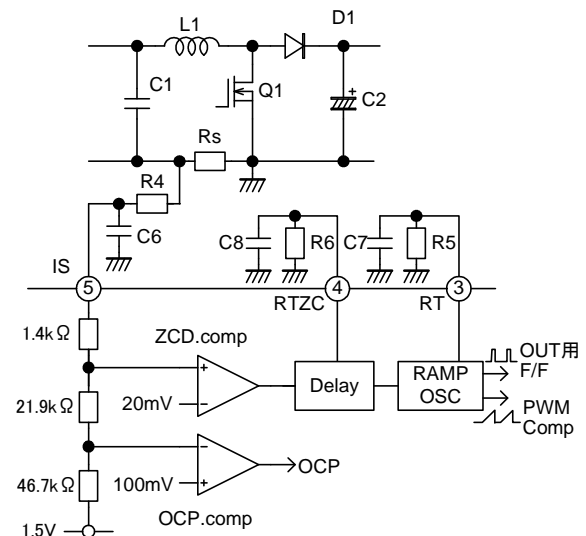 L1
D1
C1
Q1
C2
Rs
R4
C6
C8
R6
C7
R5
IS
5
RTZC
4
RT
3
1.4kΩ
ZCD.comp
OUT用
F/F
21.9kΩ
20mV
Delay
RAMP
OSC
PWM
Comp
46.7kΩ
100mV
OCP
OCP.comp
1.5V